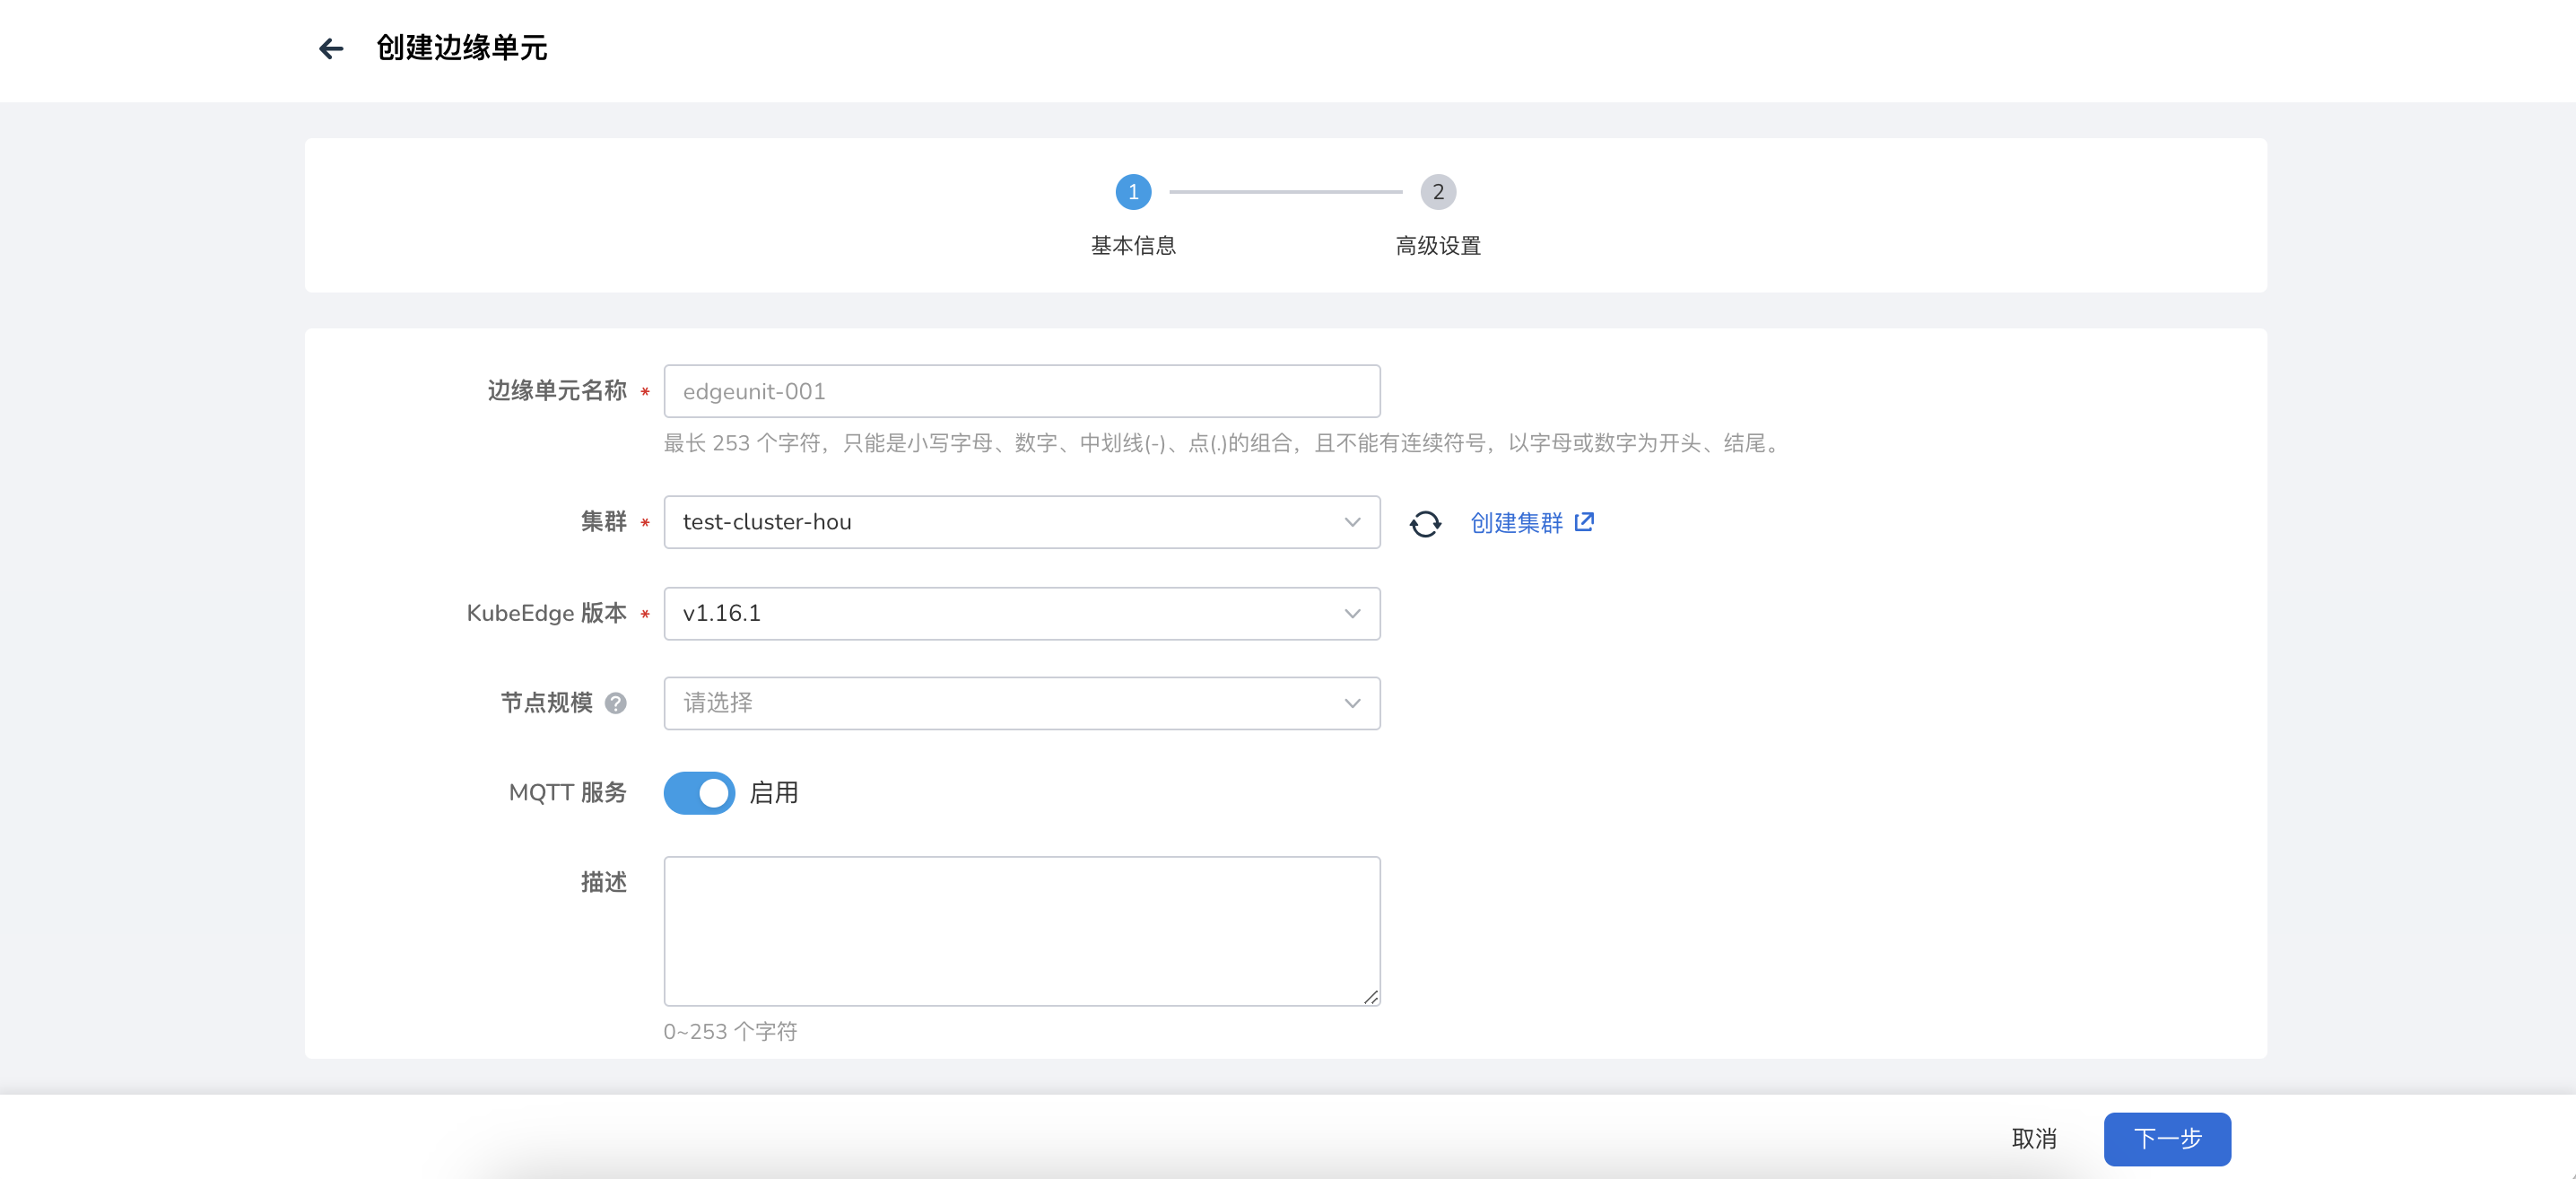 创建边缘单元
1
2
基本信息
高级设置
边缘单元名称 *
edgeunit-001
最长 253 个字符，只能是小写字母、数字、中划线(-)、点(.)的组合，且不能有连续符号，以字母或数字为开头、结尾。
集群 *
test-cluster-hou
创建集群
KubeEdge 版本 *
v1.16.1
节点规模 ?
请选择
MQTT 服务
启用
描述
0~253 个字符
取消
下一步